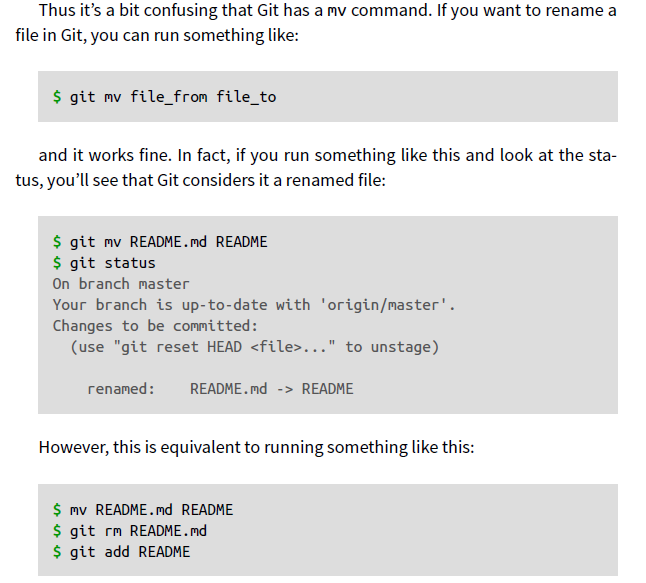 Thus it’s a bit confusing that Git has a mv command. If you want to rename a
file in Git, you can run something like:
$ git mv file_from file_to
and it works fine. In fact, if you run something like this and look at the sta-
tus, you’ll see that Git considers it a renamed file:
$ git mv README.md README
$ git status
On branch master
Your branch is up-to-date with 'origin/master'.
Changes to be committed:
(use "git reset HEAD <file>..." to unstage)
renamed: README.md -> README
However, this is equivalent to running something like this:
$ mv README.md README
$ git rm README.md
$ git add README